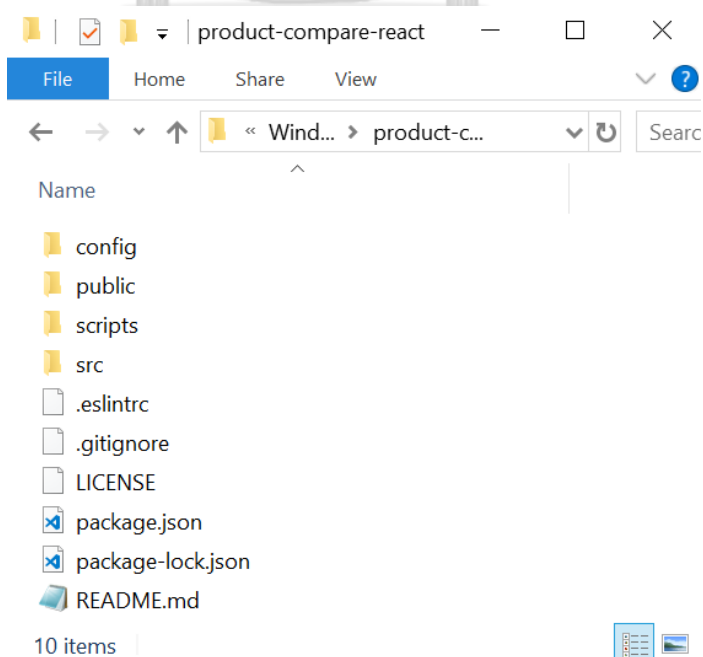 product-compare-react
File Home Share View ?
« Wind... > product-c... Searc
Name
config
public
scripts
src
.eslintrc
.gitignore
LICENSE
package.json
package-lock.json
README.md
10 items